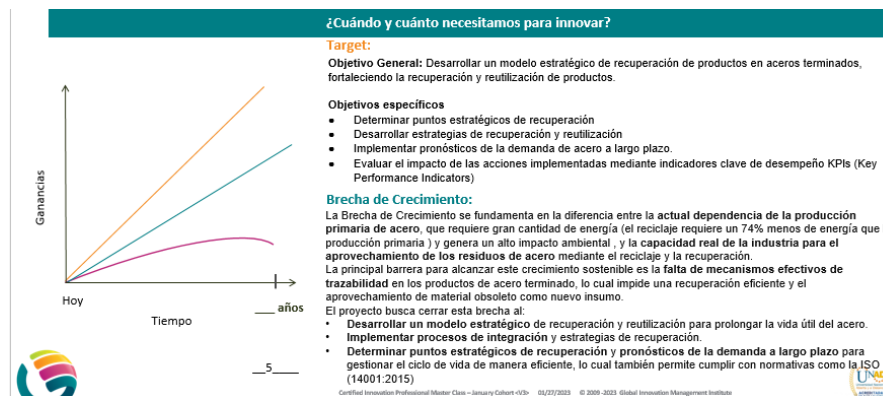 ¿Cuándo y cuánto necesitamos para innovar?
Target:
Objetivo General: Desarrollar un modelo estratégico de recuperación de productos en aceros terminados,
fortaleciendo la recuperación y reutilización de productos.
Objetivos específicos
• Determinar puntos estratégicos de recuperación
• Desarrollar estrategias de recuperación y reutilización
• Implementar pronósticos de la demanda de acero a largo plazo.
• Evaluar el impacto de las acciones implementadas mediante indicadores clave de desempeño KPIs (Key
Performance Indicators)
Brecha de Crecimiento:
La Brecha de Crecimiento se fundamenta en la diferencia entre la actual dependencia de la producción
primaria de acero, que requiere gran cantidad de energía (el reciclaje requiere un 74% menos de energía que
producción primaria ) y genera un alto impacto ambiental , y la capacidad real de la industria para el
aprovechamiento de los residuos de acero mediante el reciclaje y la recuperación.
La principal barrera para alcanzar este crecimiento sostenible es la falta de mecanismos efectivos de
trazabilidad en los productos de acero terminado, lo cual impide una recuperación eficiente y el
aprovechamiento de material obsoleto como nuevo insumo.
El proyecto busca cerrar esta brecha al:
• Desarrollar un modelo estratégico de recuperación y reutilización para prolongar la vida útil del acero.
• Implementar procesos de integración y estrategias de recuperación.
• Determinar puntos estratégicos de recuperación y pronósticos de la demanda a largo plazo para
gestionar el ciclo de vida de manera eficiente, lo cual también permite cumplir con normativas como la ISO
(14001:2015)
Ganancias
Hoy
Tiempo
___ años
__5____
Certified Innovation Professional Master Class – January Cohort <V3> 01/27/2023 © 2009 -2023 Global Innovation Management Institute